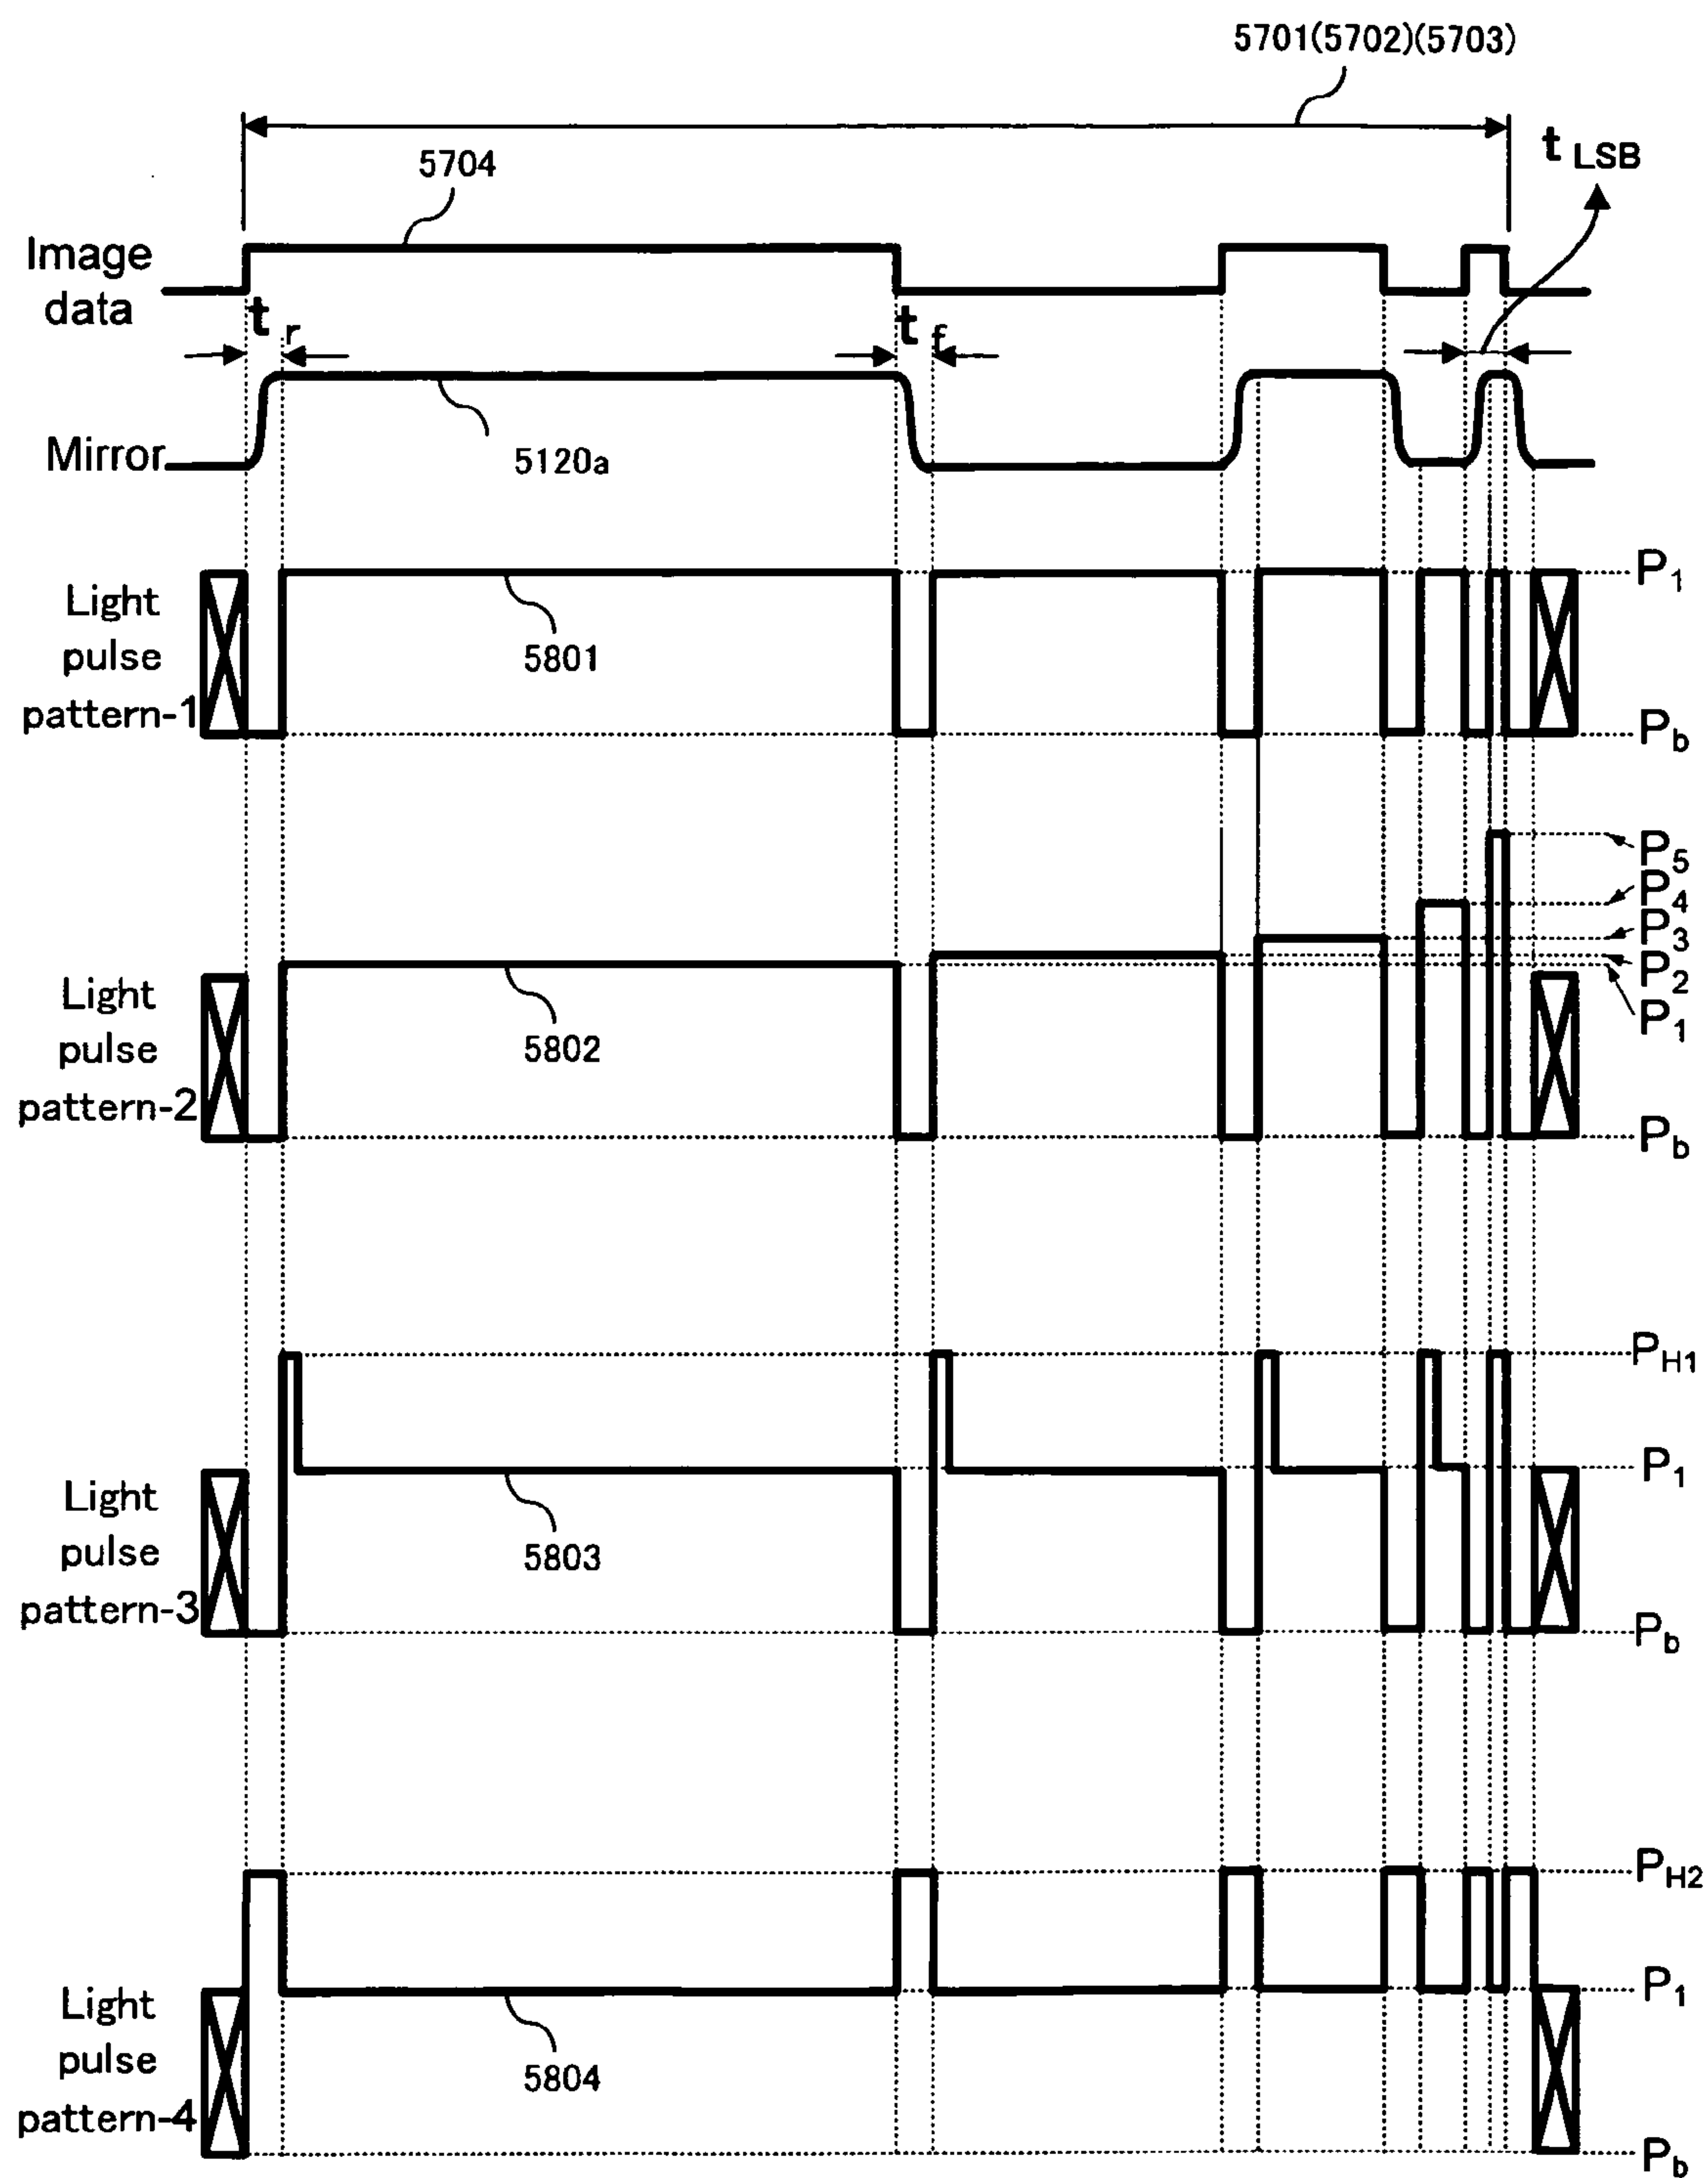 5701(5702)(5703)
t LSB
5704
Image
data
t r
t f
Mirror
5120a
P1
Light
pulse
pattern-1
5801
Pb
P5
P4
P3
P2
P1
Light
pulse
pattern-2
5802
Pb
PH1
P1
Light
pulse
pattern-3
5803
Pb
PH2
P1
Light
pulse
pattern-4
5804
Pb